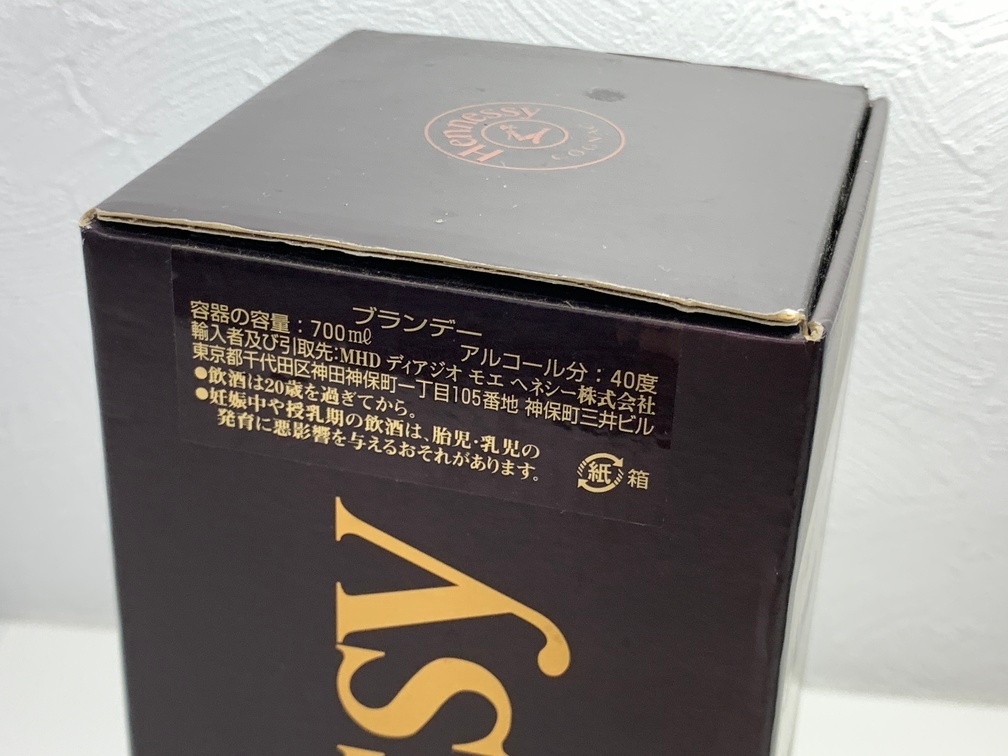 Hennessy
COGNAC
ブランデー
容器の容量：700㎖ アルコール分：40度
輸入者及び引取先：MHD ディアジオ モエ ヘネシー株式会社
東京都千代田区神田神保町一丁目105番地 神保町三井ビル
●飲酒は20歳を過ぎてから。
●妊娠中や授乳期の飲酒は、胎児・乳児の
発育に悪影響を与えるおそれがあります。
紙 箱
ssy